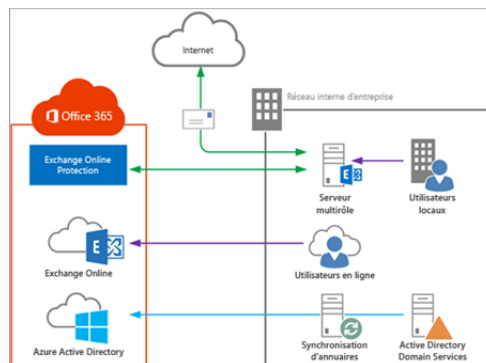 Internet
Réseau interne d'entreprise
Office 365
Exchange Online
Protection
Serveur
multirôle
Utilisateurs
locaux
Exchange Online
Utilisateurs en ligne
Azure Active Directory
Synchronisation
d'annuaires
Active Directory
Domain Services